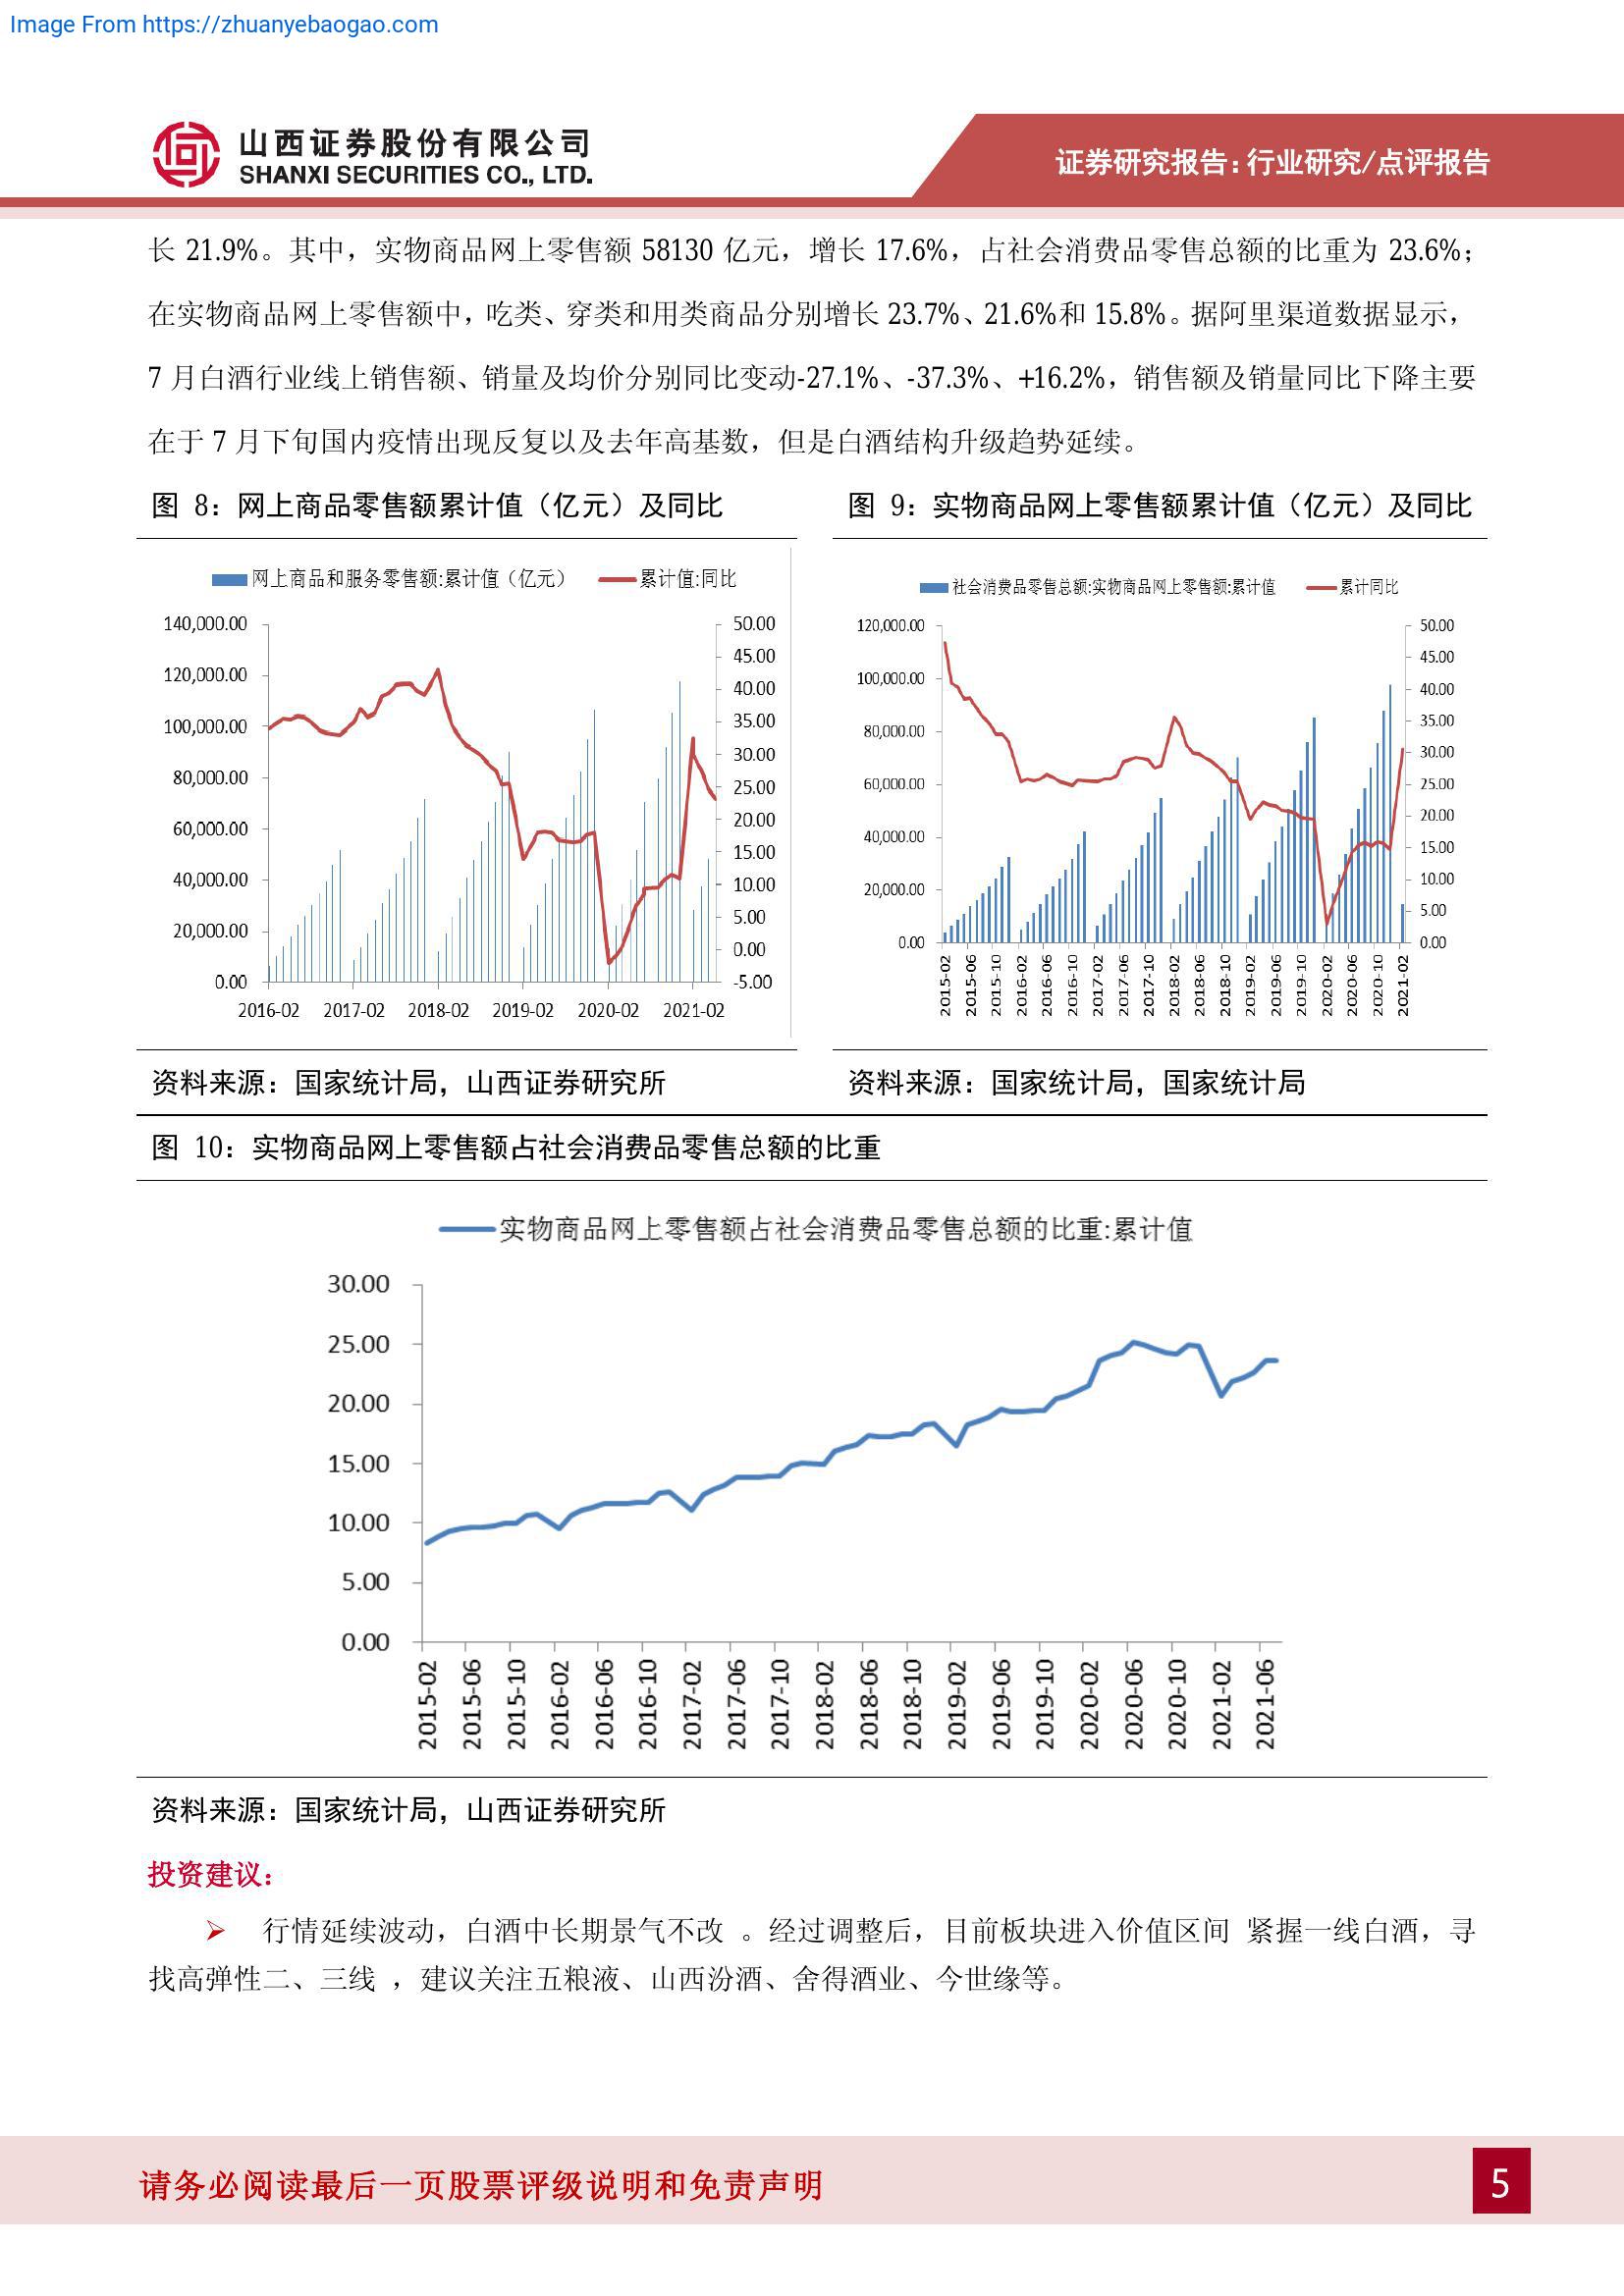 Image From https://zhuanyebaogao.com
山西证券股份有限公司
SHANXI SECURITIES CO., LTD.
证券研究报告：行业研究/点评报告
长 21.9%。其中，实物商品网上零售额 58130 亿元，增长 17.6%，占社会消费品零售总额的比重为 23.6%；
在实物商品网上零售额中，吃类、穿类和用类商品分别增长 23.7%、21.6%和 15.8%。据阿里渠道数据显示，
7 月白酒行业线上销售额、销量及均价分别同比变动-27.1%、-37.3%、+16.2%，销售额及销量同比下降主要
在于 7 月下旬国内疫情出现反复以及去年高基数，但是白酒结构升级趋势延续。
图 8：网上商品零售额累计值（亿元）及同比
网上商品和服务零售额:累计值（亿元） 累计值:同比
140,000.00 50.00
45.00
120,000.00 40.00
100,000.00 35.00
30.00
80,000.00 25.00
60,000.00 20.00
15.00
40,000.00 10.00
5.00
20,000.00 0.00
0.00 -5.00
2016-02 2017-02 2018-02 2019-02 2020-02 2021-02
资料来源：国家统计局，山西证券研究所
图 9：实物商品网上零售额累计值（亿元）及同比
社会消费品零售总额:实物商品网上零售额:累计值 累计同比
120,000.00 50.00
45.00
100,000.00 40.00
35.00
80,000.00 30.00
60,000.00 25.00
20.00
40,000.00 15.00
20,000.00 10.00
5.00
0.00 0.00
2015-02 2015-06 2015-10 2016-02 2016-06 2016-10 2017-02 2017-06 2017-10 2018-02 2018-06 2018-10 2019-02 2019-06 2019-10 2020-02 2020-06 2020-10 2021-02
资料来源：国家统计局，国家统计局
图 10：实物商品网上零售额占社会消费品零售总额的比重
实物商品网上零售额占社会消费品零售总额的比重:累计值
30.00
25.00
20.00
15.00
10.00
5.00
0.00
2015-02 2015-06 2015-10 2016-02 2016-06 2016-10 2017-02 2017-06 2017-10 2018-02 2018-06 2018-10 2019-02 2019-06 2019-10 2020-02 2020-06 2020-10 2021-02 2021-06
资料来源：国家统计局，山西证券研究所
投资建议：
行情延续波动，白酒中长期景气不改 。经过调整后，目前板块进入价值区间 紧握一线白酒，寻
找高弹性二、三线 ，建议关注五粮液、山西汾酒、舍得酒业、今世缘等。
请务必阅读最后一页股票评级说明和免责声明
5